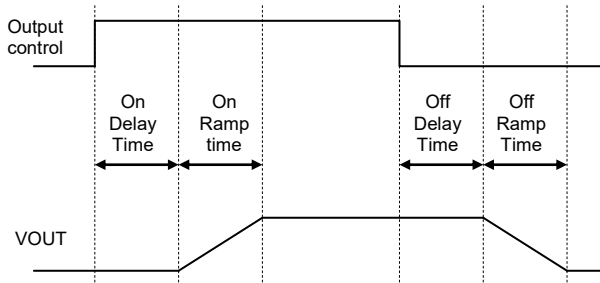 Output
control
On
Delay
Time
On
Ramp
time
Off
Delay
Time
Off
Ramp
Time
VOUT